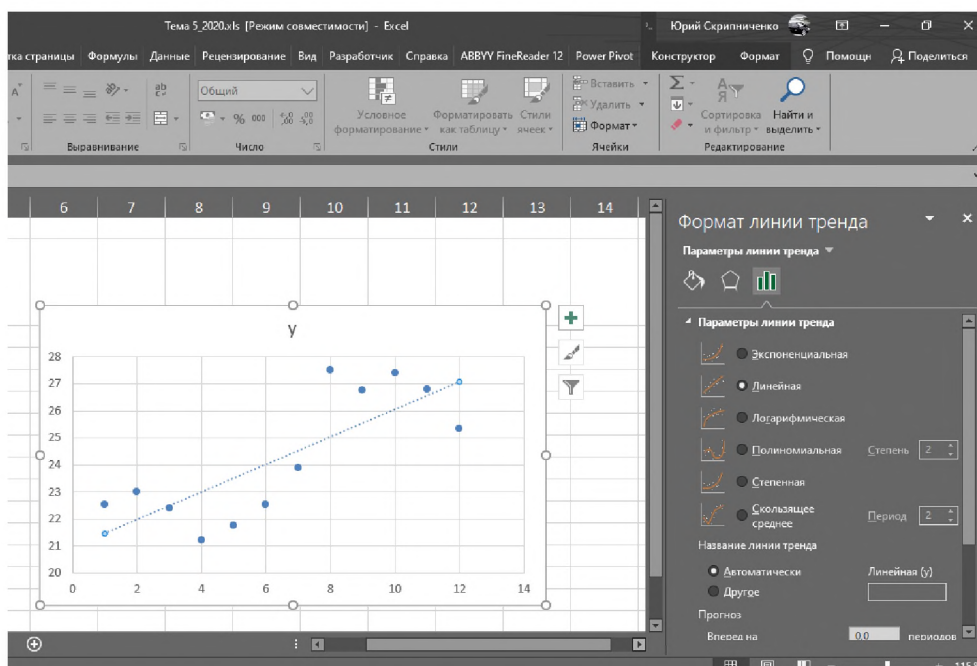 Тема 5_2020.xls [Режим совместимости] - Excel
Юрий Скрипниченко
тка страницы Формулы Данные Рецензирование Вид Разработчик Справка ABBYY FineReader 12 Power Pivot Конструктор Формат Помощн Поделиться
Общий
% 000
Условное
форматирование
Форматировать
как таблицу
Стили
ячеек
Вставить
Удалить
Формат
Сортировка
и фильтр
Найти и
выделить
Выравнивание
Число
Стили
Ячейки
Редактирование
6 7 8 9 10 11 12 13 14
y
28
27
26
25
24
23
22
21
20
0 2 4 6 8 10 12 14
Формат линии тренда
Параметры линии тренда
Параметры линии тренда
Экспоненциальная
Линейная
Логарифмическая
Полиномиальная Степень 2
Степенная
Скользящее
среднее
Период 2
Название линии тренда
Автоматически Линейная (y)
Другое
Прогноз
Вперед на 0,0 периодов